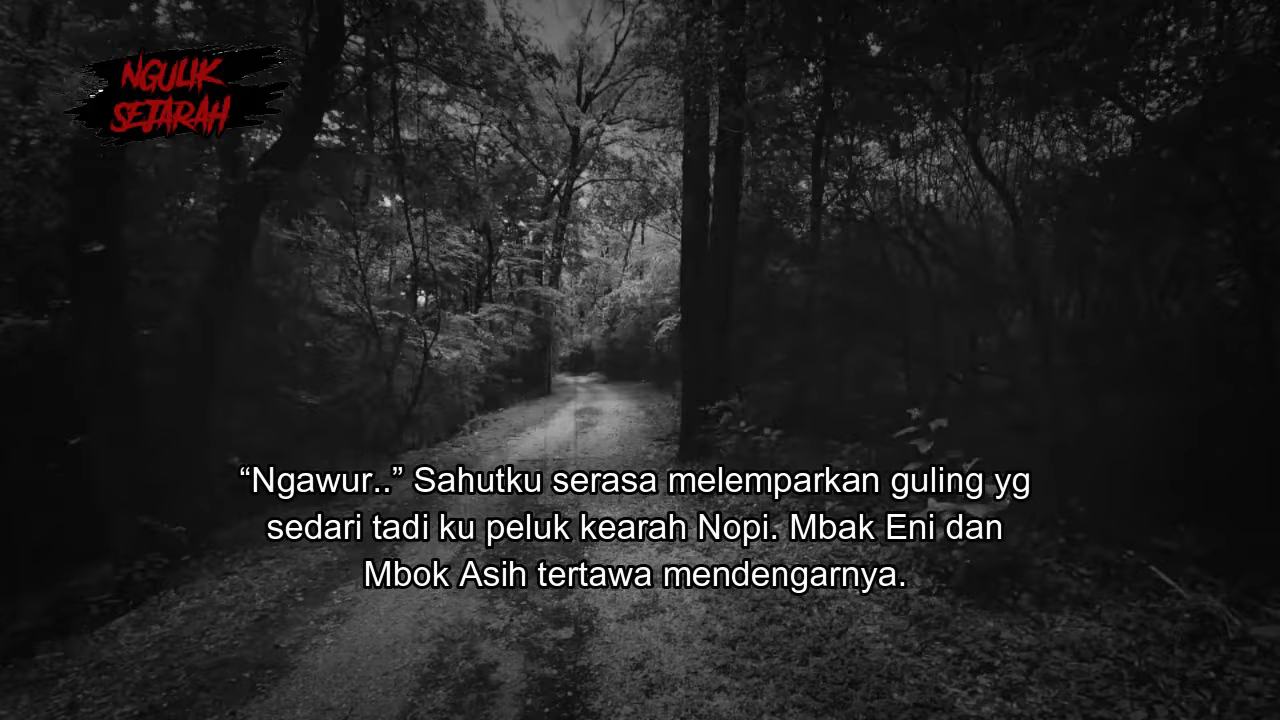 NGULIK
SEJARAH
“Ngawur..” Sahutku serasa melemparkan guling yg
sedari tadi ku peluk kearah Nopi. Mbak Eni dan
Mbok Asih tertawa mendengarnya.